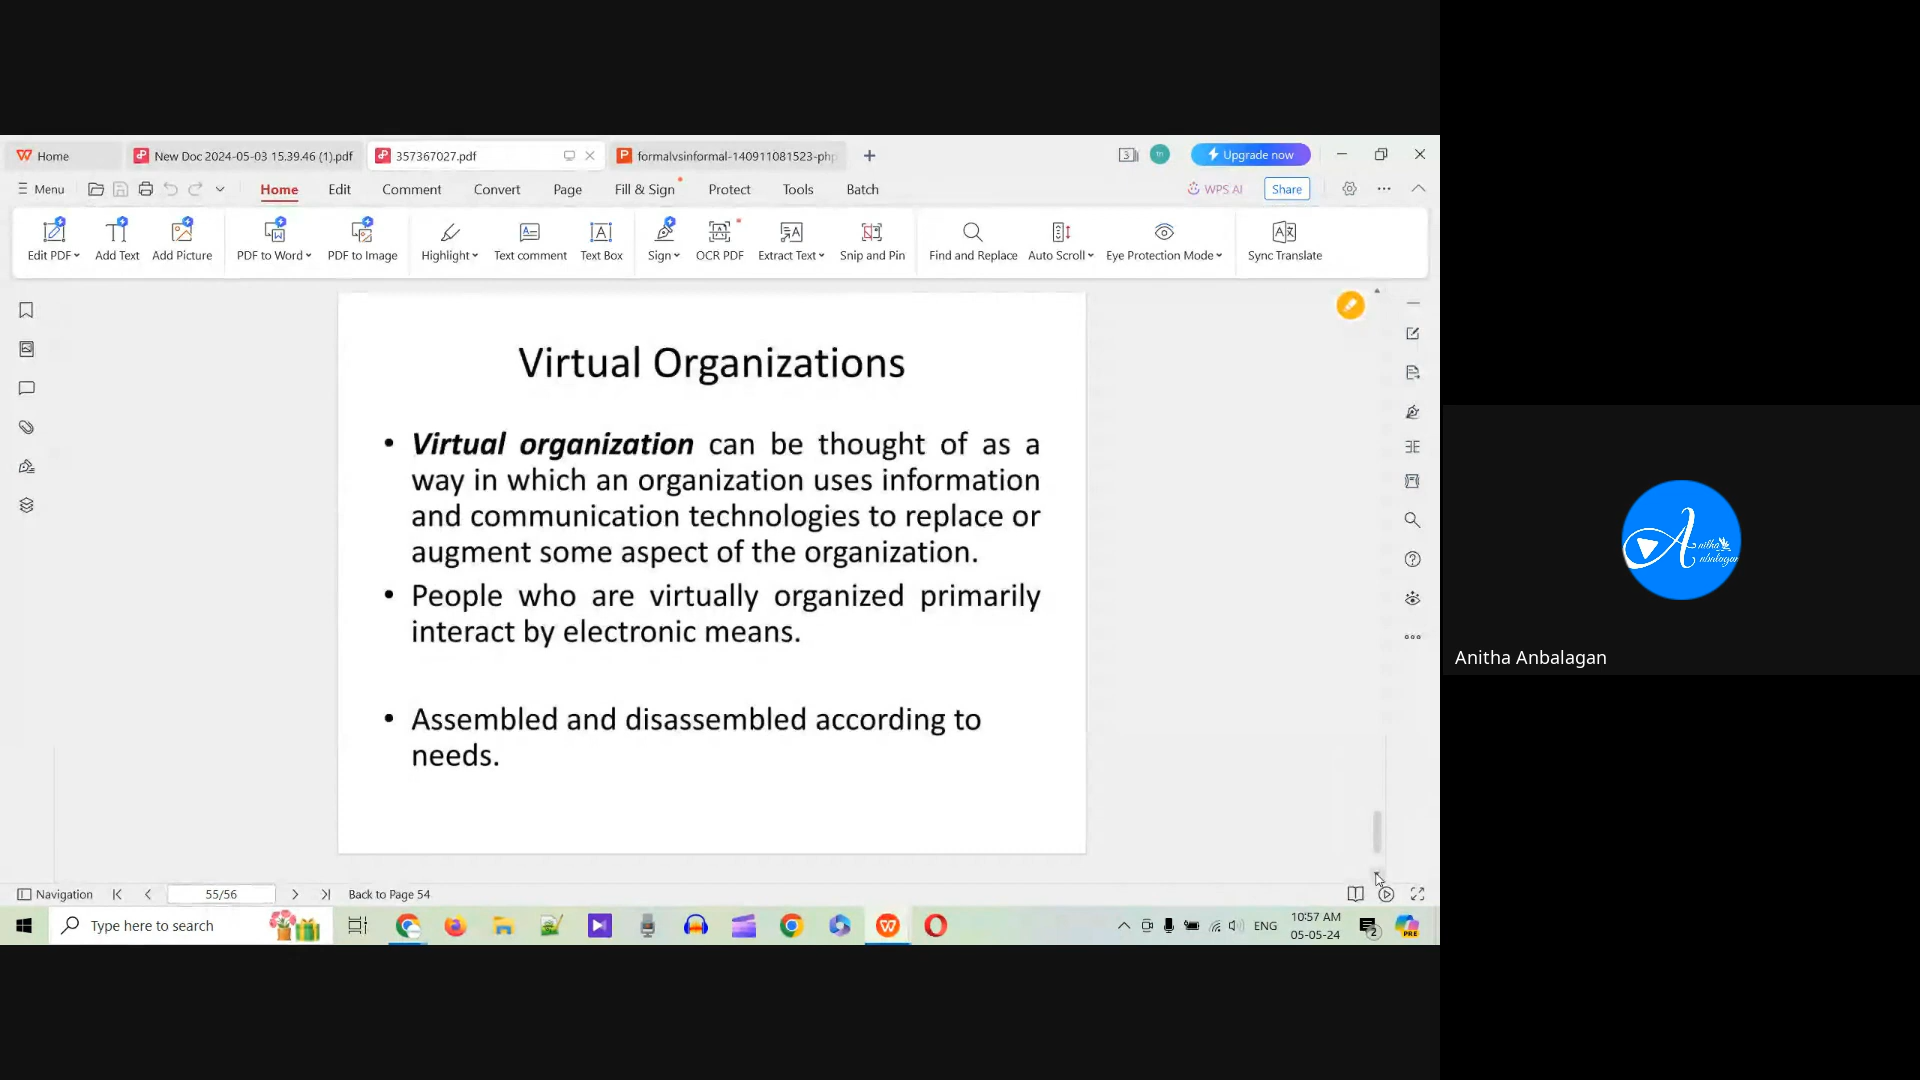 Home
New Doc 2024-05-03 15.39.46 (1).pdf
357367027.pdf
formalvsinformal-140911081523-php
3
Upgrade now
Menu
Home
Edit
Comment
Convert
Page
Fill & Sign
Protect
Tools
Batch
WPS AI
Share
Edit PDF
Add Text
Add Picture
PDF to Word
PDF to Image
Highlight
Text comment
Text Box
Sign
OCR PDF
Extract Text
Snip and Pin
Find and Replace
Auto Scroll
Eye Protection Mode
Sync Translate
Virtual Organizations
• Virtual organization can be thought of as a
way in which an organization uses information
and communication technologies to replace or
augment some aspect of the organization.
• People who are virtually organized primarily
interact by electronic means.
• Assembled and disassembled according to
needs.
Anitha Anbalagan
Navigation
55/56
Back to Page 54
Type here to search
ENG
10:57 AM
05-05-24
2
PRE